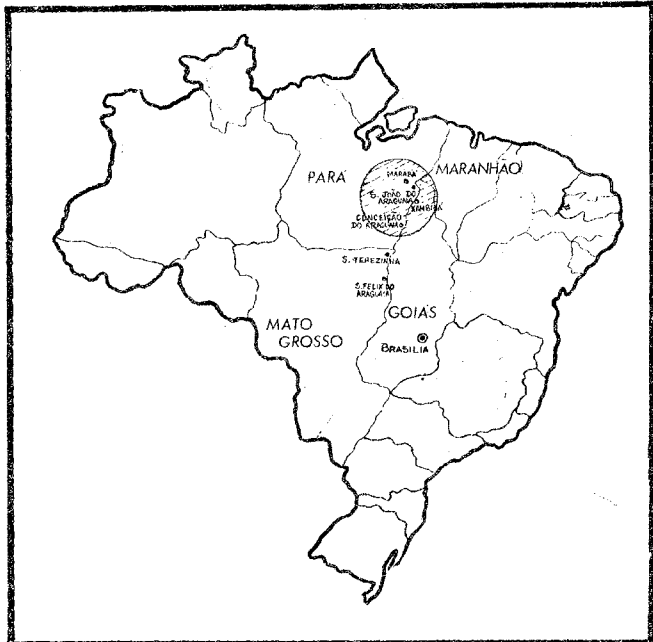 PARÁ
MARANHÃO
MARABÁ
S. JOÃO DO
ARAGUAIA
XAMBIOÁ
CONCEIÇÃO
DO ARAGUAIA
S. TEREZINHA
S. FELIX DO
ARAGUAIA
MATO
GROSSO
GOIÁS
BRASILIA